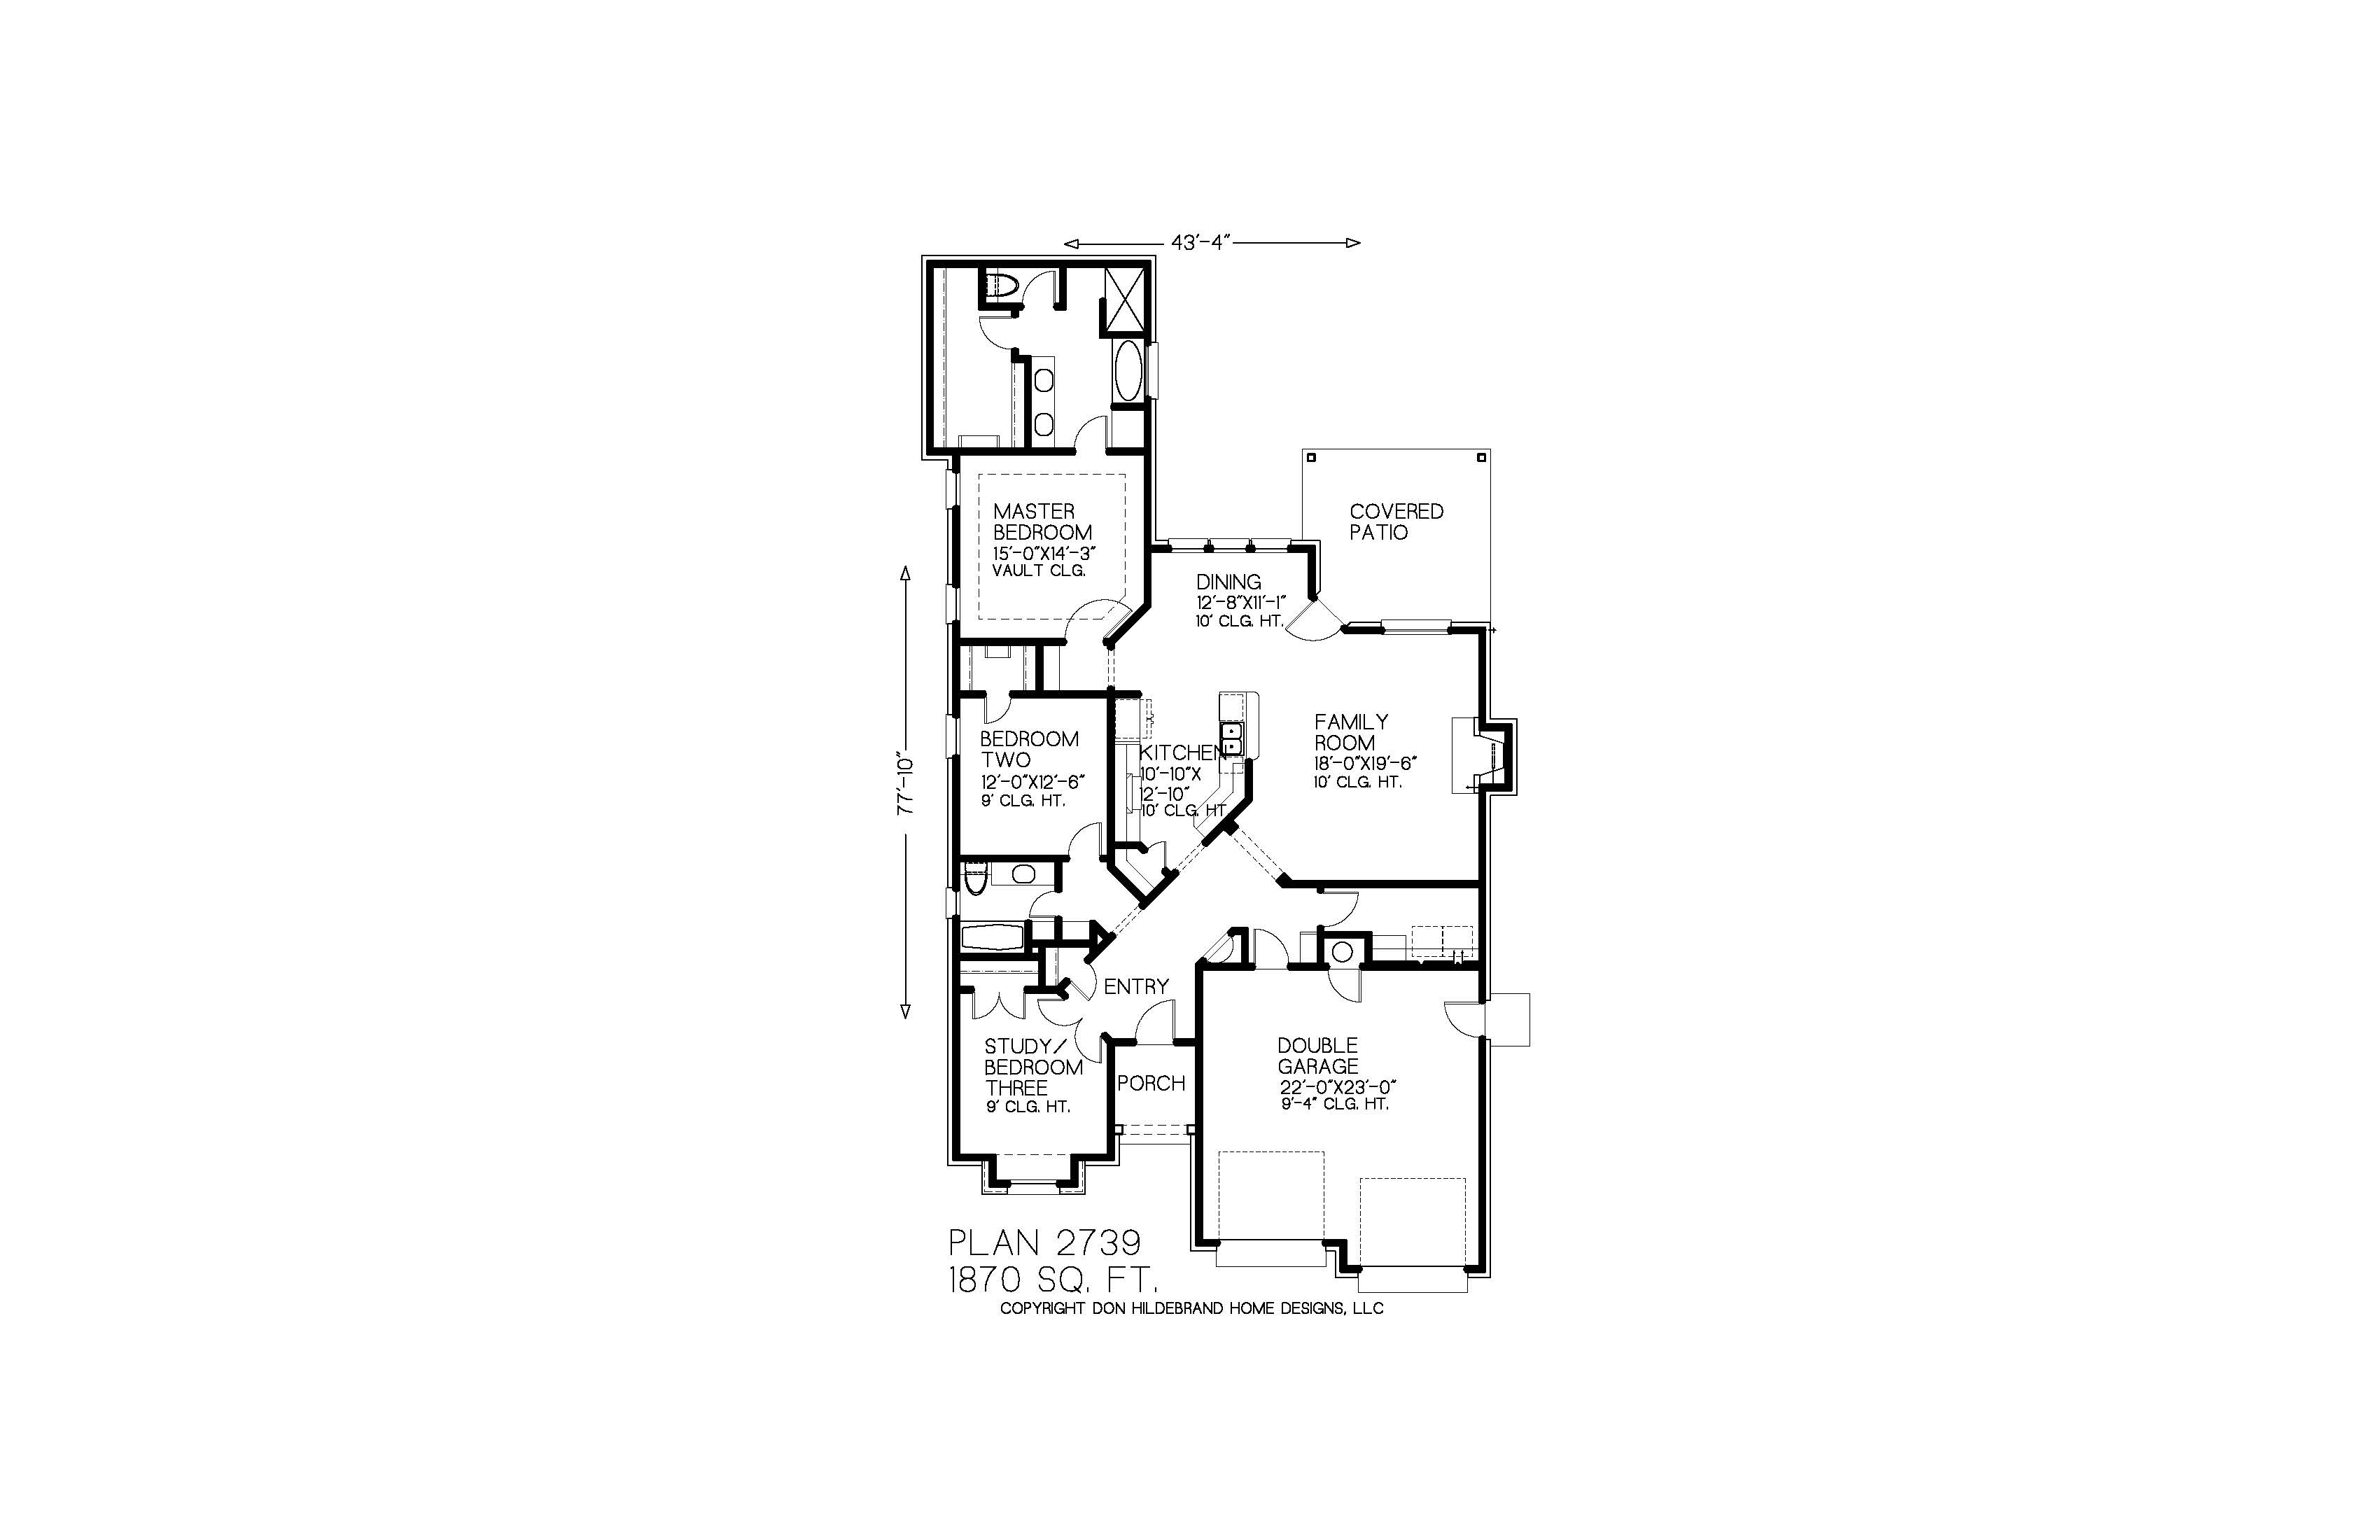 43'-4"
MASTER
BEDROOM
15'-0"X14'-3"
VAULT CLG.
COVERED
PATIO
DINING
12'-8"X11'-1"
10' CLG. HT.
77'-10"
BEDROOM
TWO
12'-0"X12'-6"
9' CLG. HT.
KITCHEN
10'-10"X
12'-10"
10' CLG. HT.
FAMILY
ROOM
18'-0"X19'-6"
10' CLG. HT.
ENTRY
STUDY/
BEDROOM
THREE
9' CLG. HT.
PORCH
DOUBLE
GARAGE
22'-0"X23'-0"
9'-4" CLG. HT.
PLAN 2739
1870 SQ. FT.
COPYRIGHT DON HILDEBRAND HOME DESIGNS, LLC